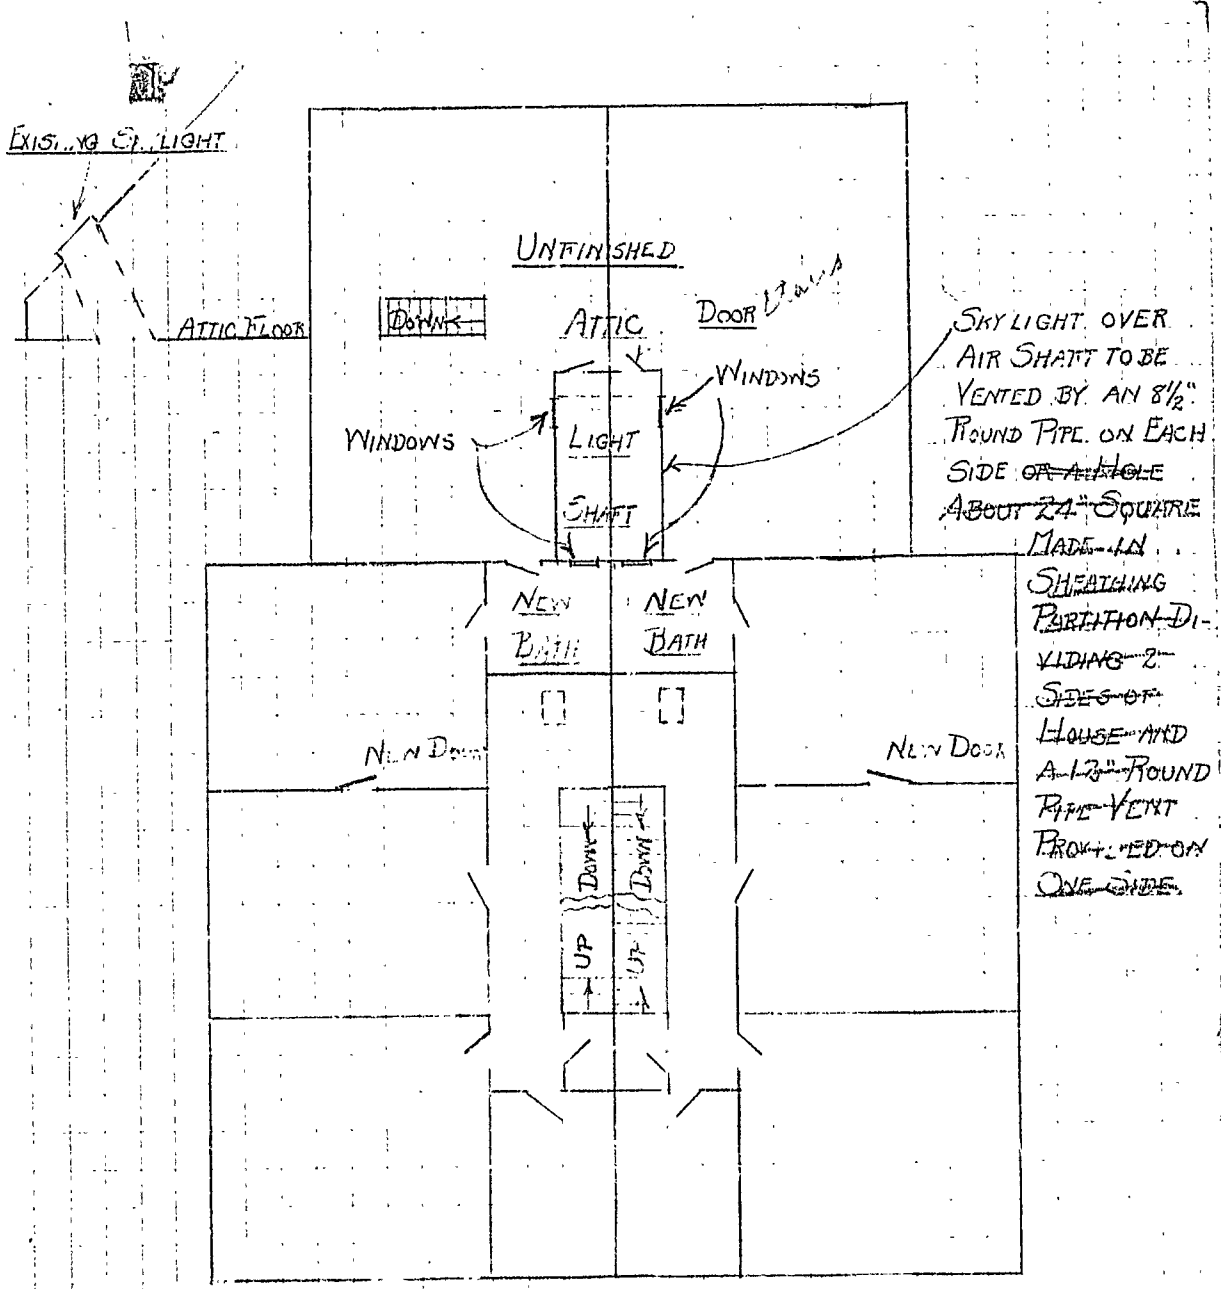 EXISTING SKYLIGHT
ATTIC FLOOR
UNFINISHED
ATTIC
DOWN
DOOR
WINDOWS
WINDOWS
LIGHT
SHAFT
SKYLIGHT OVER
AIR SHAFT TO BE
VENTED BY AN 8½"
ROUND PIPE ON EACH
SIDE OR A HOLE
ABOUT 24" SQUARE
MADE IN
SHEATHING
PARTITION DI-
VIDING 2
SIDES OF
HOUSE AND
A 12" ROUND
PIPE VENT
PROVIDED ON
ONE SIDE.
NEW
BATH
NEW
BATH
NEW DOOR
NEW DOOR
DOWN
DOWN
UP
UP